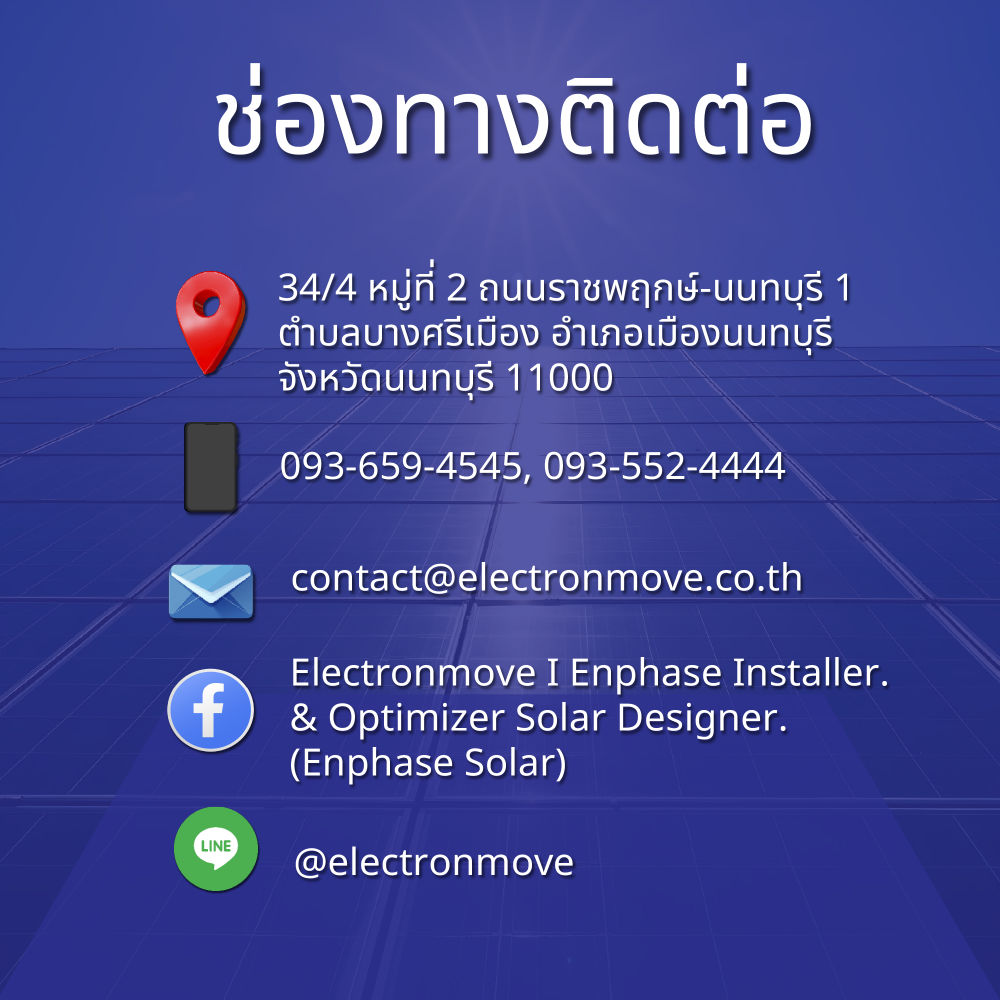 ช่องทางติดต่อ
34/4 หมู่ที่ 2 ถนนราชพฤกษ์-นนทบุรี 1
ตำบลบางศรีเมือง อำเภอเมืองนนทบุรี
จังหวัดนนทบุรี 11000
093-659-4545, 093-552-4444
contact@electronmove.co.th
Electronmove I Enphase Installer.
& Optimizer Solar Designer.
(Enphase Solar)
LINE
@electronmove